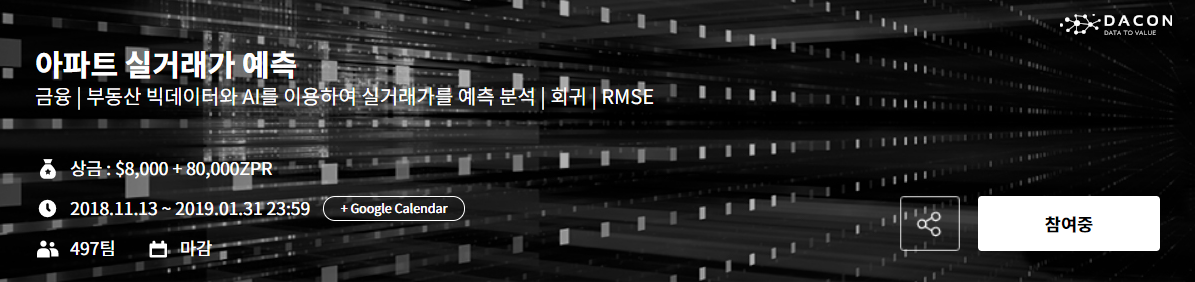 DACON
DATA TO VALUE
아파트 실거래가 예측
금융 | 부동산 빅데이터와 AI를 이용하여 실거래가를 예측 분석 | 회귀 | RMSE
상금 : $8,000 + 80,000ZPR
2018.11.13 ~ 2019.01.31 23:59 + Google Calendar
497팀 마감
참여중